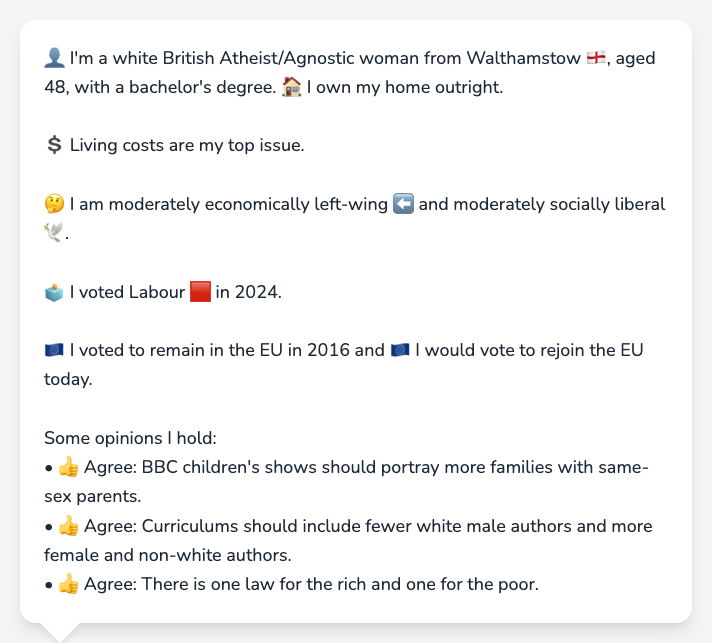 👤 I'm a white British Atheist/Agnostic woman from Walthamstow 🏴󠁧󠁢󠁥󠁮󠁧󠁿, aged
48, with a bachelor's degree. 🏠 I own my home outright.
💲 Living costs are my top issue.
🤔 I am moderately economically left-wing ⬅️ and moderately socially liberal
🕊️.
🗳️ I voted Labour 🟥 in 2024.
🇪🇺 I voted to remain in the EU in 2016 and 🇪🇺 I would vote to rejoin the EU
today.
Some opinions I hold:
• 👍 Agree: BBC children's shows should portray more families with same-
sex parents.
• 👍 Agree: Curriculums should include fewer white male authors and more
female and non-white authors.
• 👍 Agree: There is one law for the rich and one for the poor.